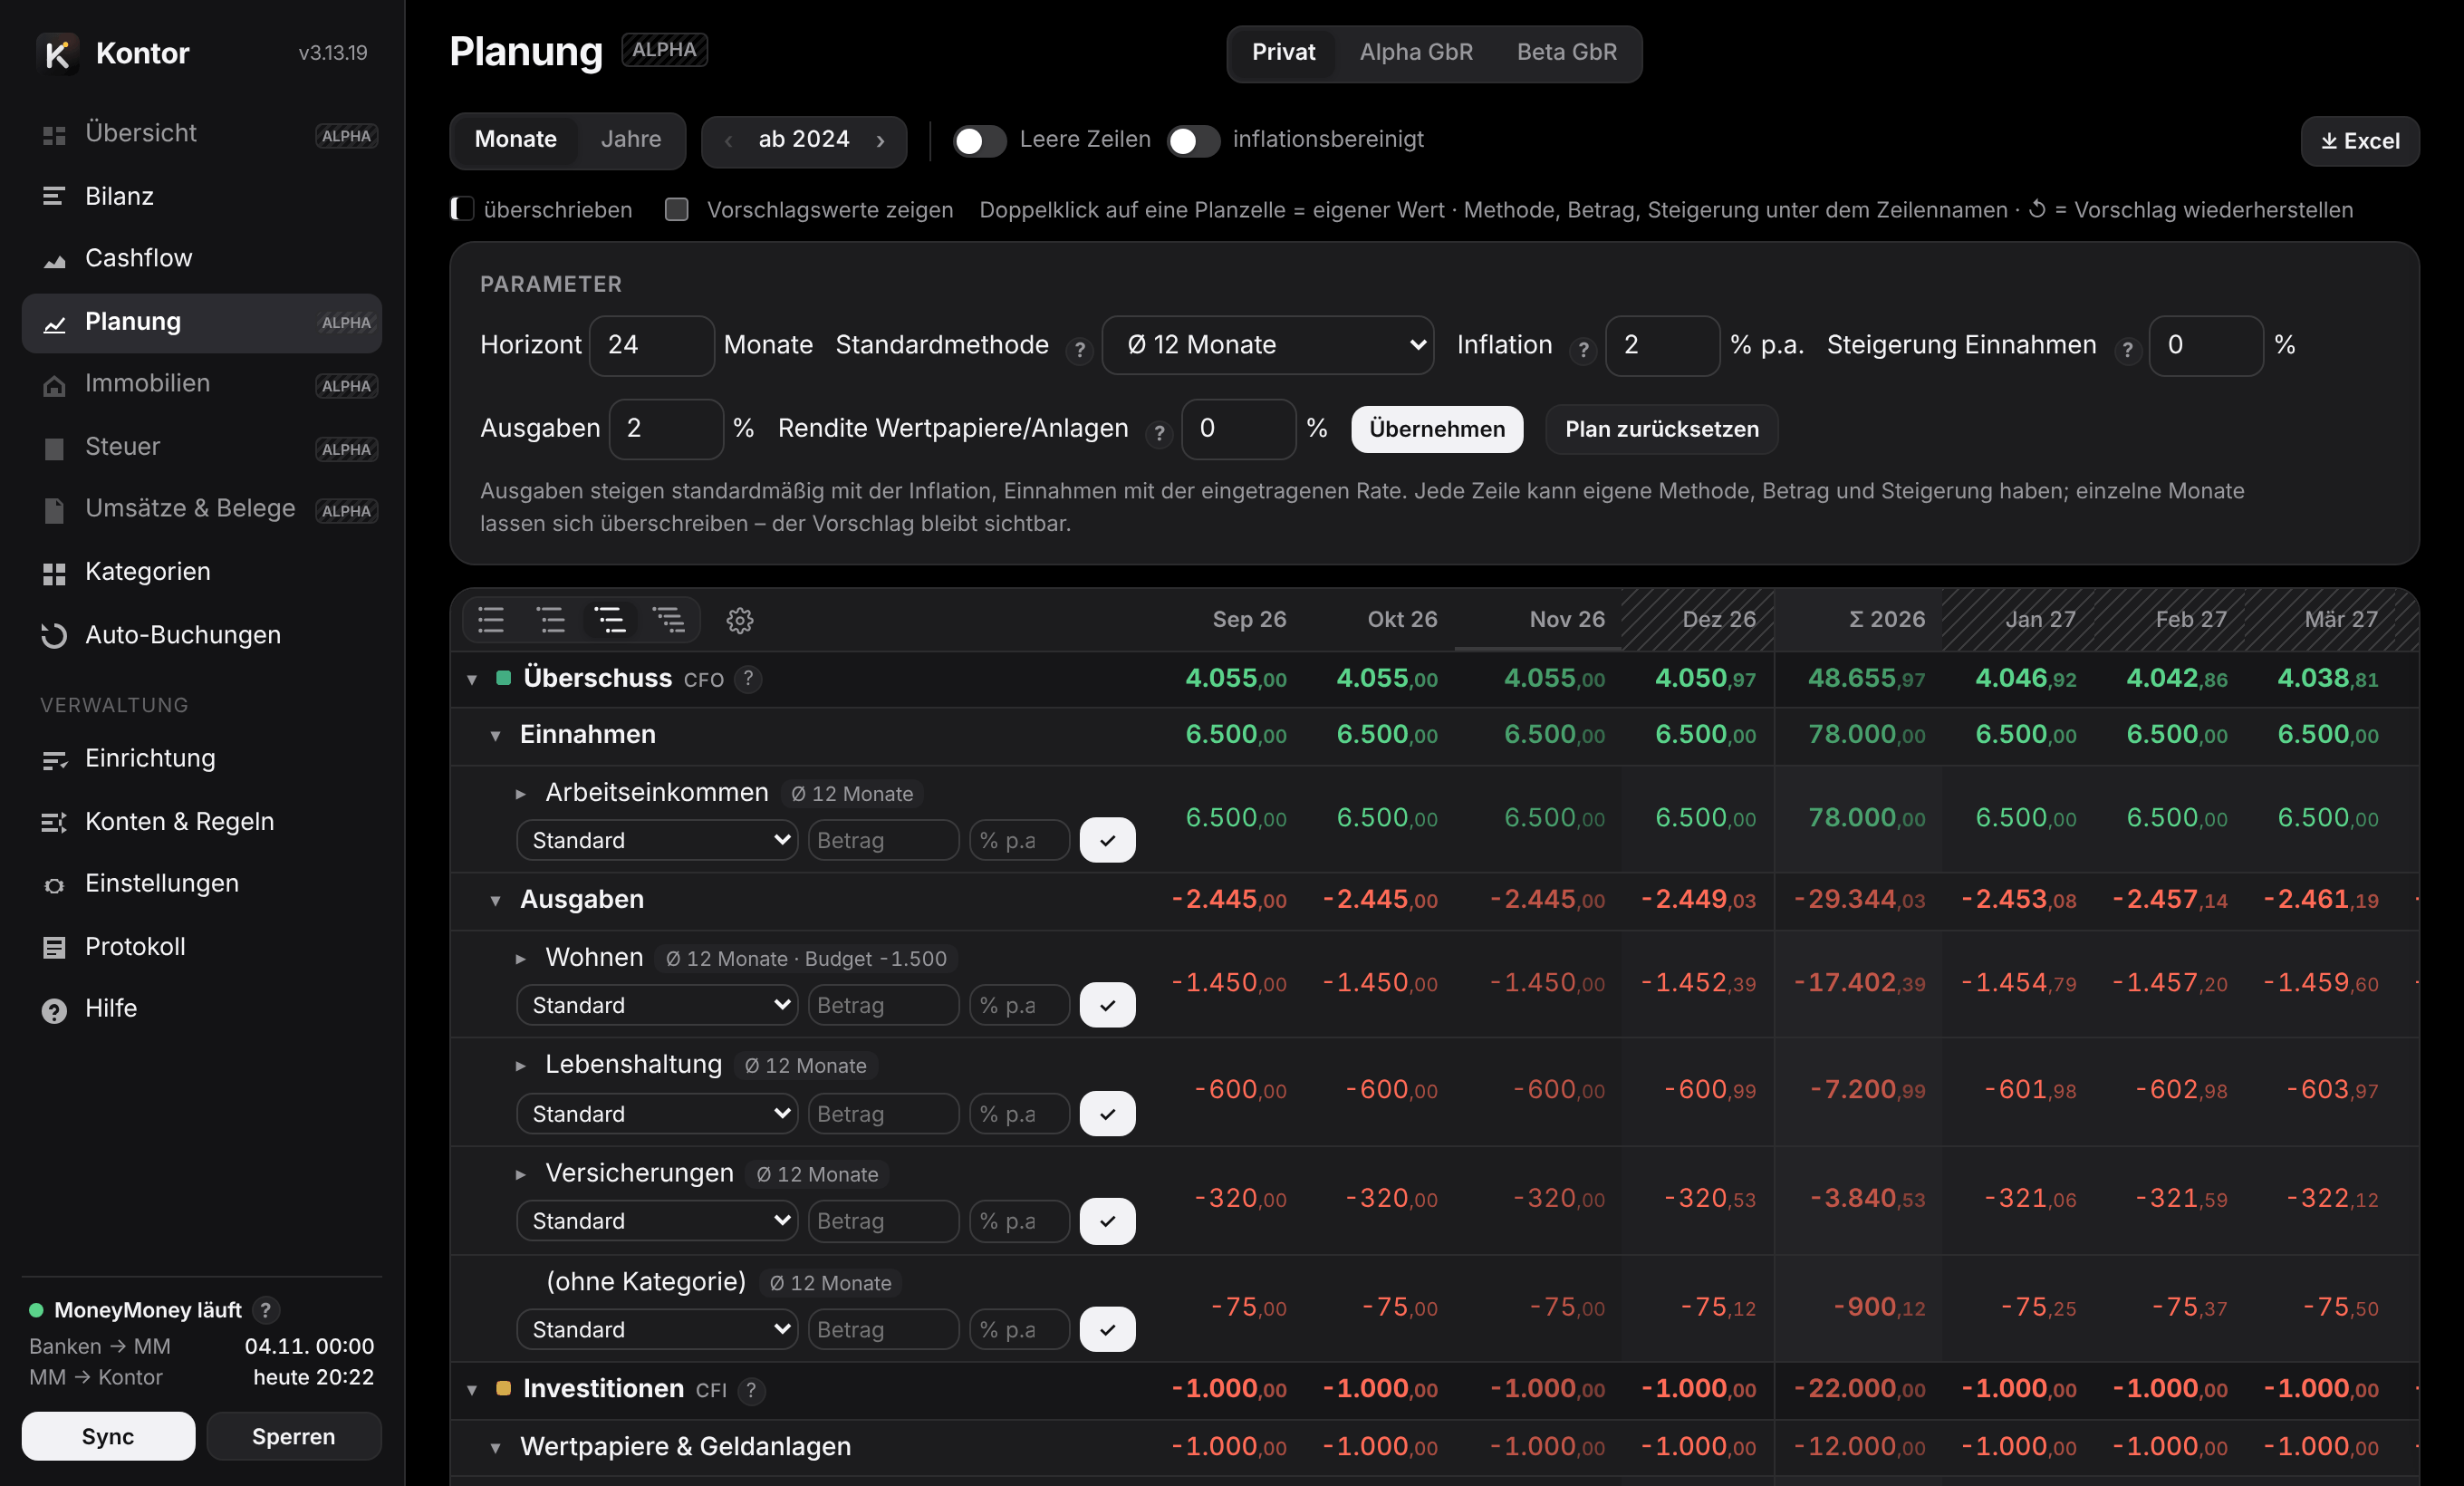 Kontor v3.13.19
Übersicht ALPHA
Bilanz
Cashflow
Planung ALPHA
Immobilien ALPHA
Steuer ALPHA
Umsätze & Belege ALPHA
Kategorien
Auto-Buchungen
VERWALTUNG
Einrichtung
Konten & Regeln
Einstellungen
Protokoll
Hilfe
MoneyMoney läuft ?
Banken → MM 04.11. 00:00
MM → Kontor heute 20:22
Sync Sperren
Planung ALPHA Privat Alpha GbR Beta GbR
Monate Jahre ‹ ab 2024 › Leere Zeilen inflationsbereinigt Excel
überschrieben Vorschlagswerte zeigen Doppelklick auf eine Planzelle = eigener Wert · Methode, Betrag, Steigerung unter dem Zeilennamen · ↺ = Vorschlag wiederherstellen
PARAMETER
Horizont 24 Monate Standardmethode ? Ø 12 Monate Inflation ? 2 % p.a. Steigerung Einnahmen ? 0 %
Ausgaben 2 % Rendite Wertpapiere/Anlagen ? 0 % Übernehmen Plan zurücksetzen
Ausgaben steigen standardmäßig mit der Inflation, Einnahmen mit der eingetragenen Rate. Jede Zeile kann eigene Methode, Betrag und Steigerung haben; einzelne Monate
lassen sich überschreiben – der Vorschlag bleibt sichtbar.
Sep 26 Okt 26 Nov 26 Dez 26 Σ 2026 Jan 27 Feb 27 Mär 27
Überschuss CFO ? 4.055,00 4.055,00 4.055,00 4.050,97 48.655,97 4.046,92 4.042,86 4.038,81
Einnahmen 6.500,00 6.500,00 6.500,00 6.500,00 78.000,00 6.500,00 6.500,00 6.500,00
Arbeitseinkommen Ø 12 Monate 6.500,00 6.500,00 6.500,00 6.500,00 78.000,00 6.500,00 6.500,00 6.500,00
Standard Betrag % p.a
Ausgaben -2.445,00 -2.445,00 -2.445,00 -2.449,03 -29.344,03 -2.453,08 -2.457,14 -2.461,19
Wohnen Ø 12 Monate · Budget -1.500 -1.450,00 -1.450,00 -1.450,00 -1.452,39 -17.402,39 -1.454,79 -1.457,20 -1.459,60
Standard Betrag % p.a
Lebenshaltung Ø 12 Monate -600,00 -600,00 -600,00 -600,99 -7.200,99 -601,98 -602,98 -603,97
Standard Betrag % p.a
Versicherungen Ø 12 Monate -320,00 -320,00 -320,00 -320,53 -3.840,53 -321,06 -321,59 -322,12
Standard Betrag % p.a
(ohne Kategorie) Ø 12 Monate -75,00 -75,00 -75,00 -75,12 -900,12 -75,25 -75,37 -75,50
Standard Betrag % p.a
Investitionen CFI ? -1.000,00 -1.000,00 -1.000,00 -1.000,00 -22.000,00 -1.000,00 -1.000,00 -1.000,00
Wertpapiere & Geldanlagen -1.000,00 -1.000,00 -1.000,00 -1.000,00 -12.000,00 -1.000,00 -1.000,00 -1.000,00